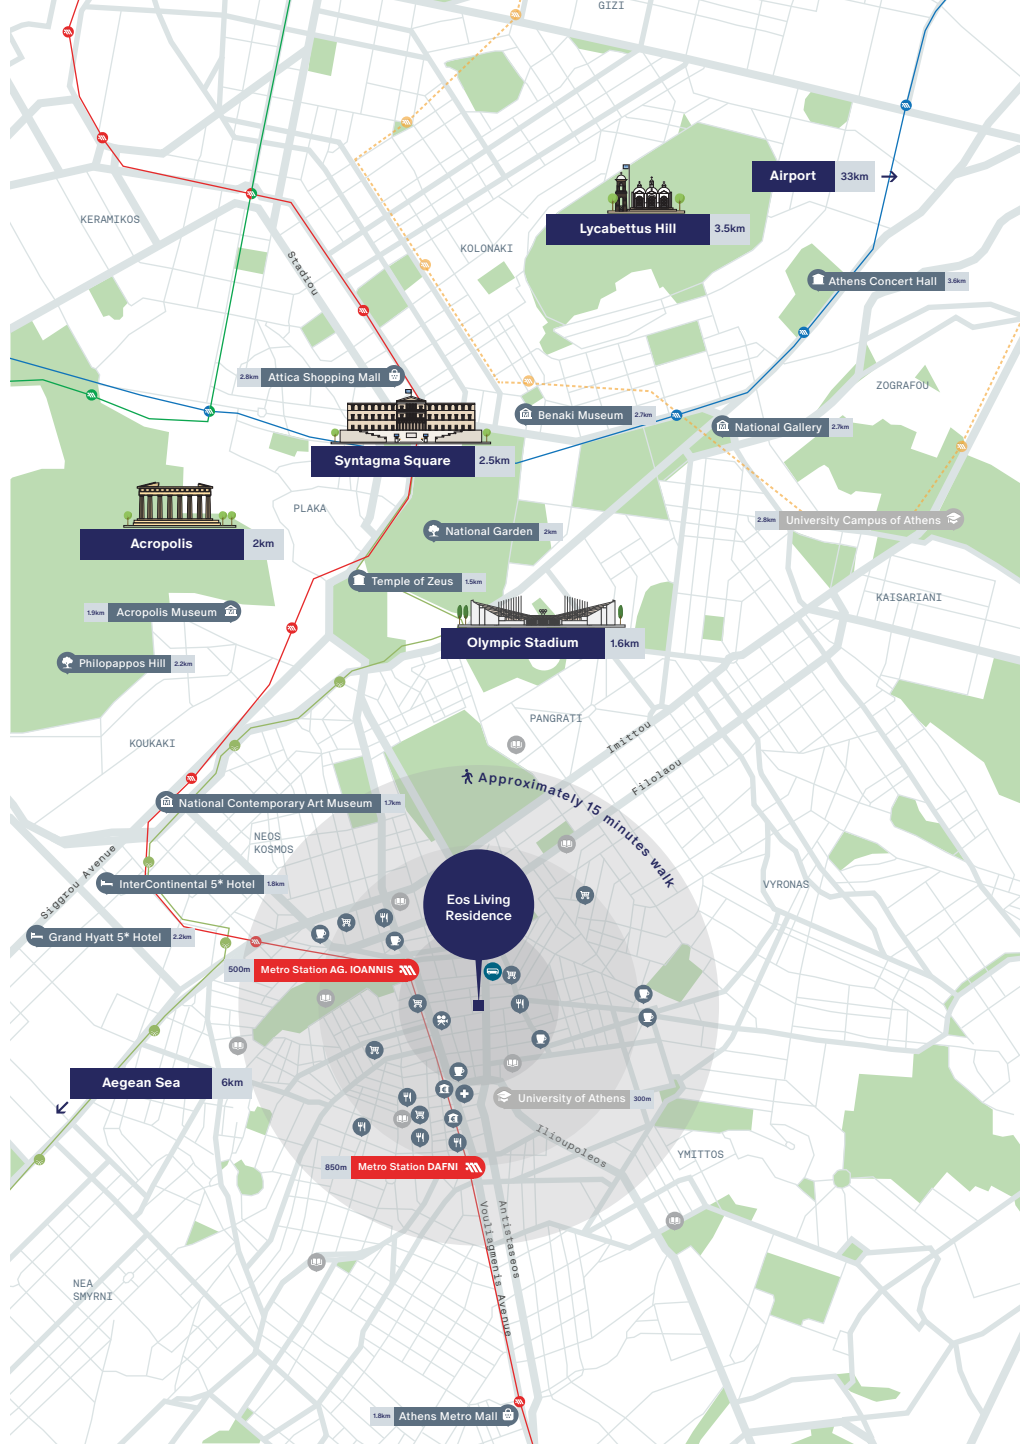 GIZI
Airport 33km
KERAMIKOS
Lycabettus Hill 3.5km
KOLONAKI
Stadiou
Athens Concert Hall 3.6km
2.8km Attica Shopping Mall
ZOGRAFOU
Benaki Museum 2.7km
National Gallery 2.7km
Syntagma Square 2.5km
PLAKA
2.8km University Campus of Athens
National Garden 2km
Acropolis 2km
Temple of Zeus 1.5km
KAISARIANI
1.9km Acropolis Museum
Olympic Stadium 1.6km
Philopappos Hill 2.2km
PANGRATI
Imittou
KOUKAKI
Filolaou
Approximately 15 minutes walk
National Contemporary Art Museum 1.7km
NEOS
KOSMOS
Siggrou Avenue
InterContinental 5* Hotel 1.8km
VYRONAS
Eos Living
Residence
Grand Hyatt 5* Hotel 2.2km
500m Metro Station AG. IOANNIS
Aegean Sea 6km
University of Athens 300m
Ilioupoleos
YMITTOS
850m Metro Station DAFNI
Antistaseos
Vouliagmenis Avenue
NEA
SMYRNI
1.8km Athens Metro Mall